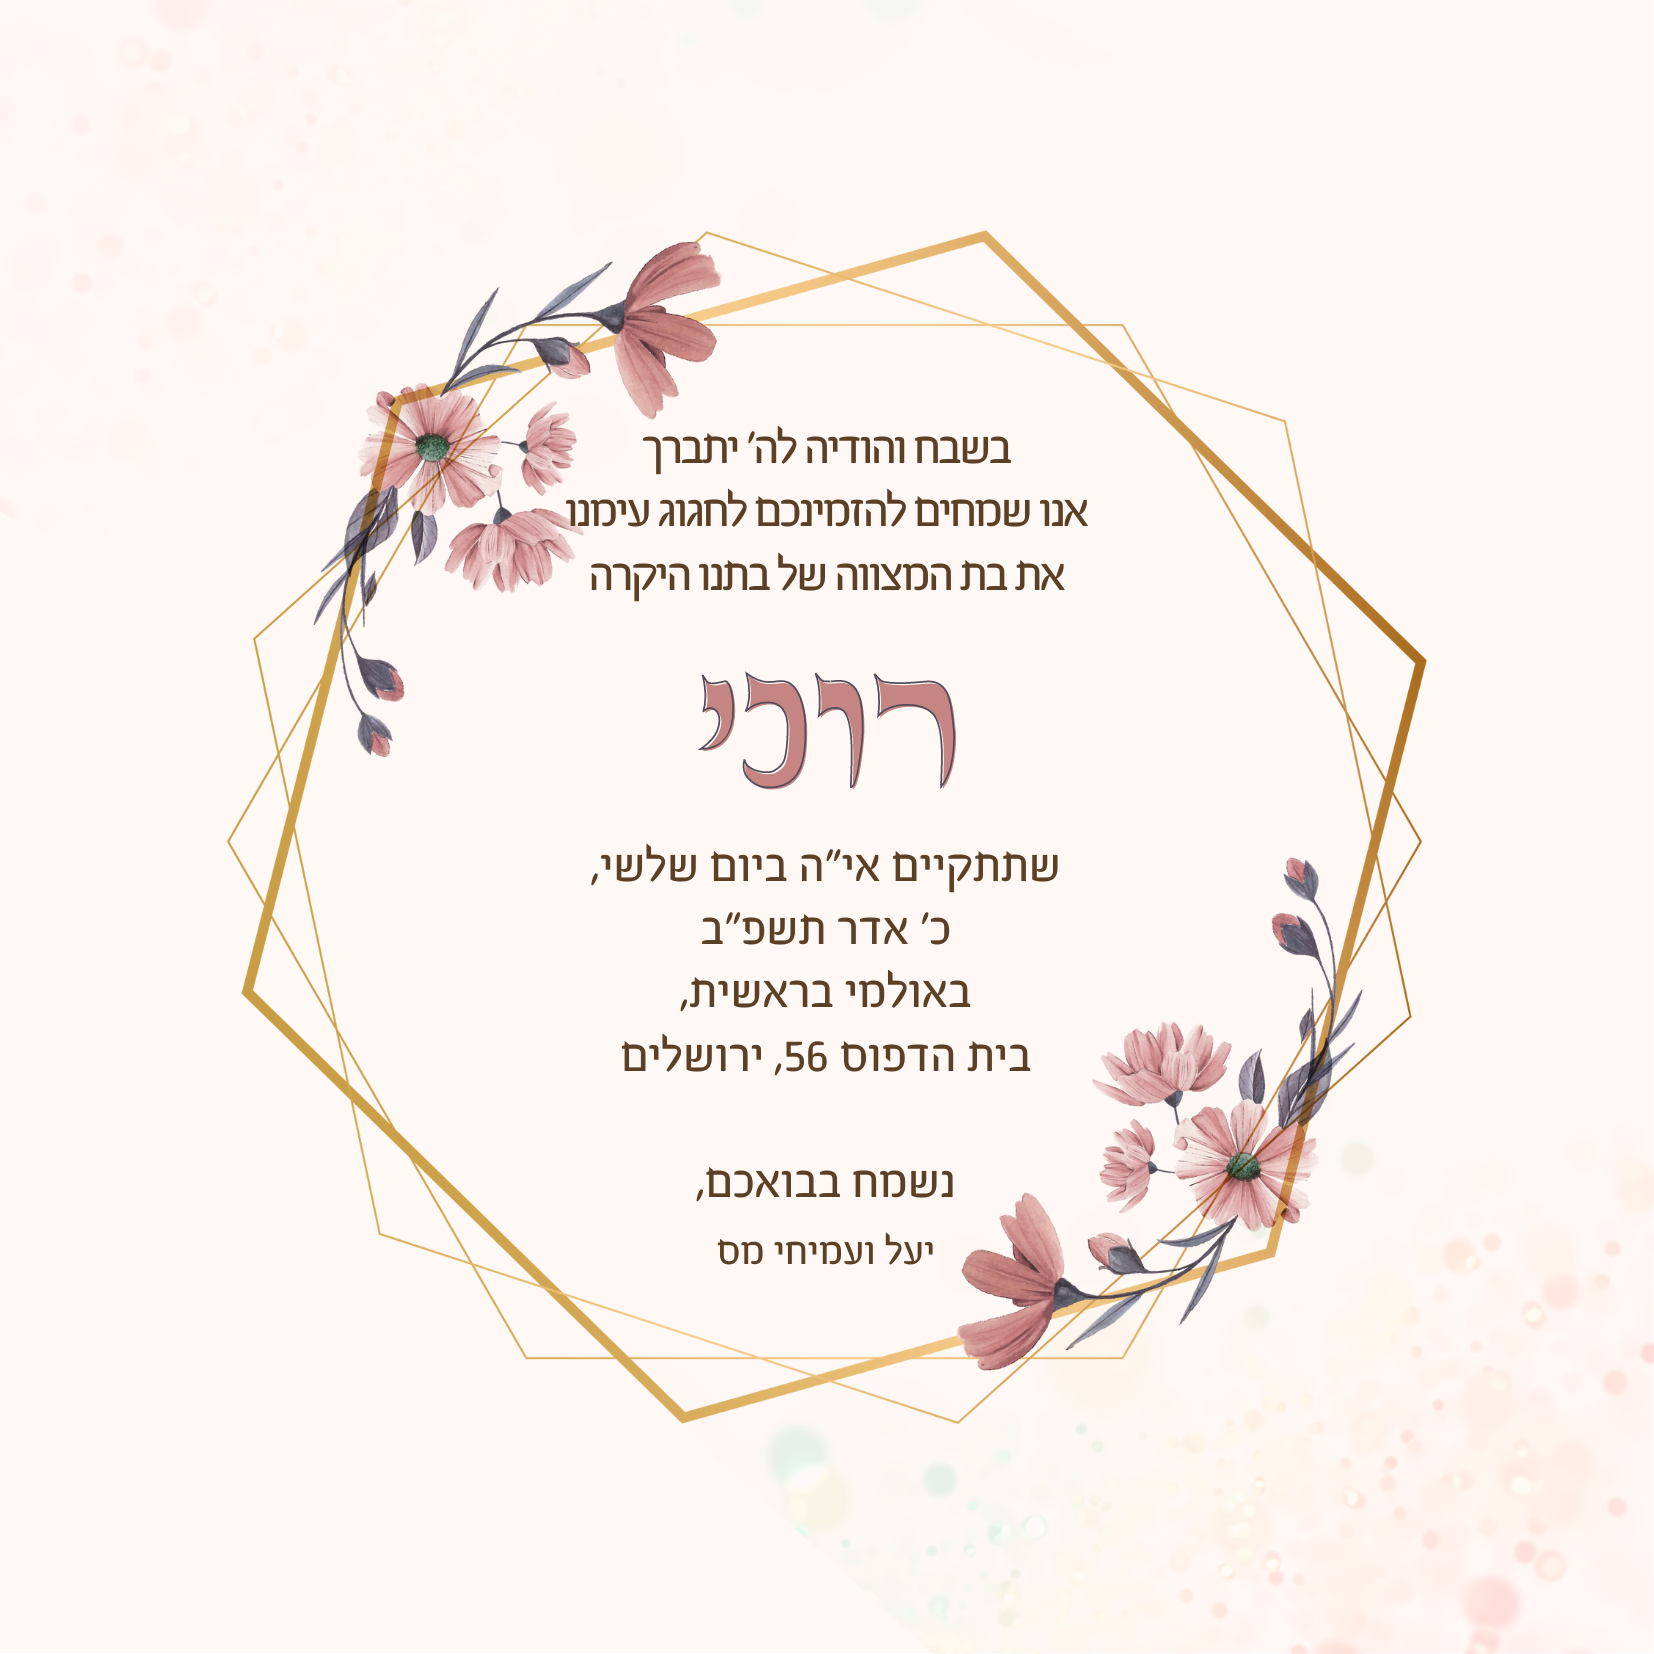 בשבח והודיה לה׳ יתברך
אנו שמחים להזמינכם לחגוג עימנו
את בת המצווה של בתנו היקרה
רוכי
שתתקיים אי״ה ביום שלשי,
כ׳ אדר תשפ״ב
באולמי בראשית,
בית הדפוס 56, ירושלים
נשמח בבואכם,
יעל ועמיחי מס